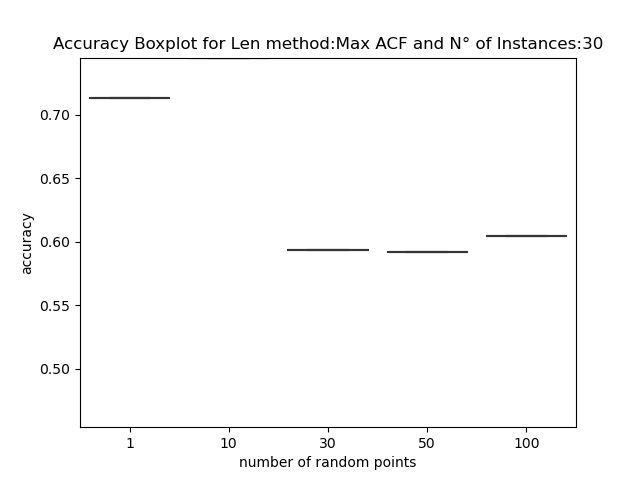 Accuracy Boxplot for Len method:Max ACF and N° of Instances:30
0.70
0.65
0.60
0.55
0.50
accuracy
1 10 30 50 100
number of random points